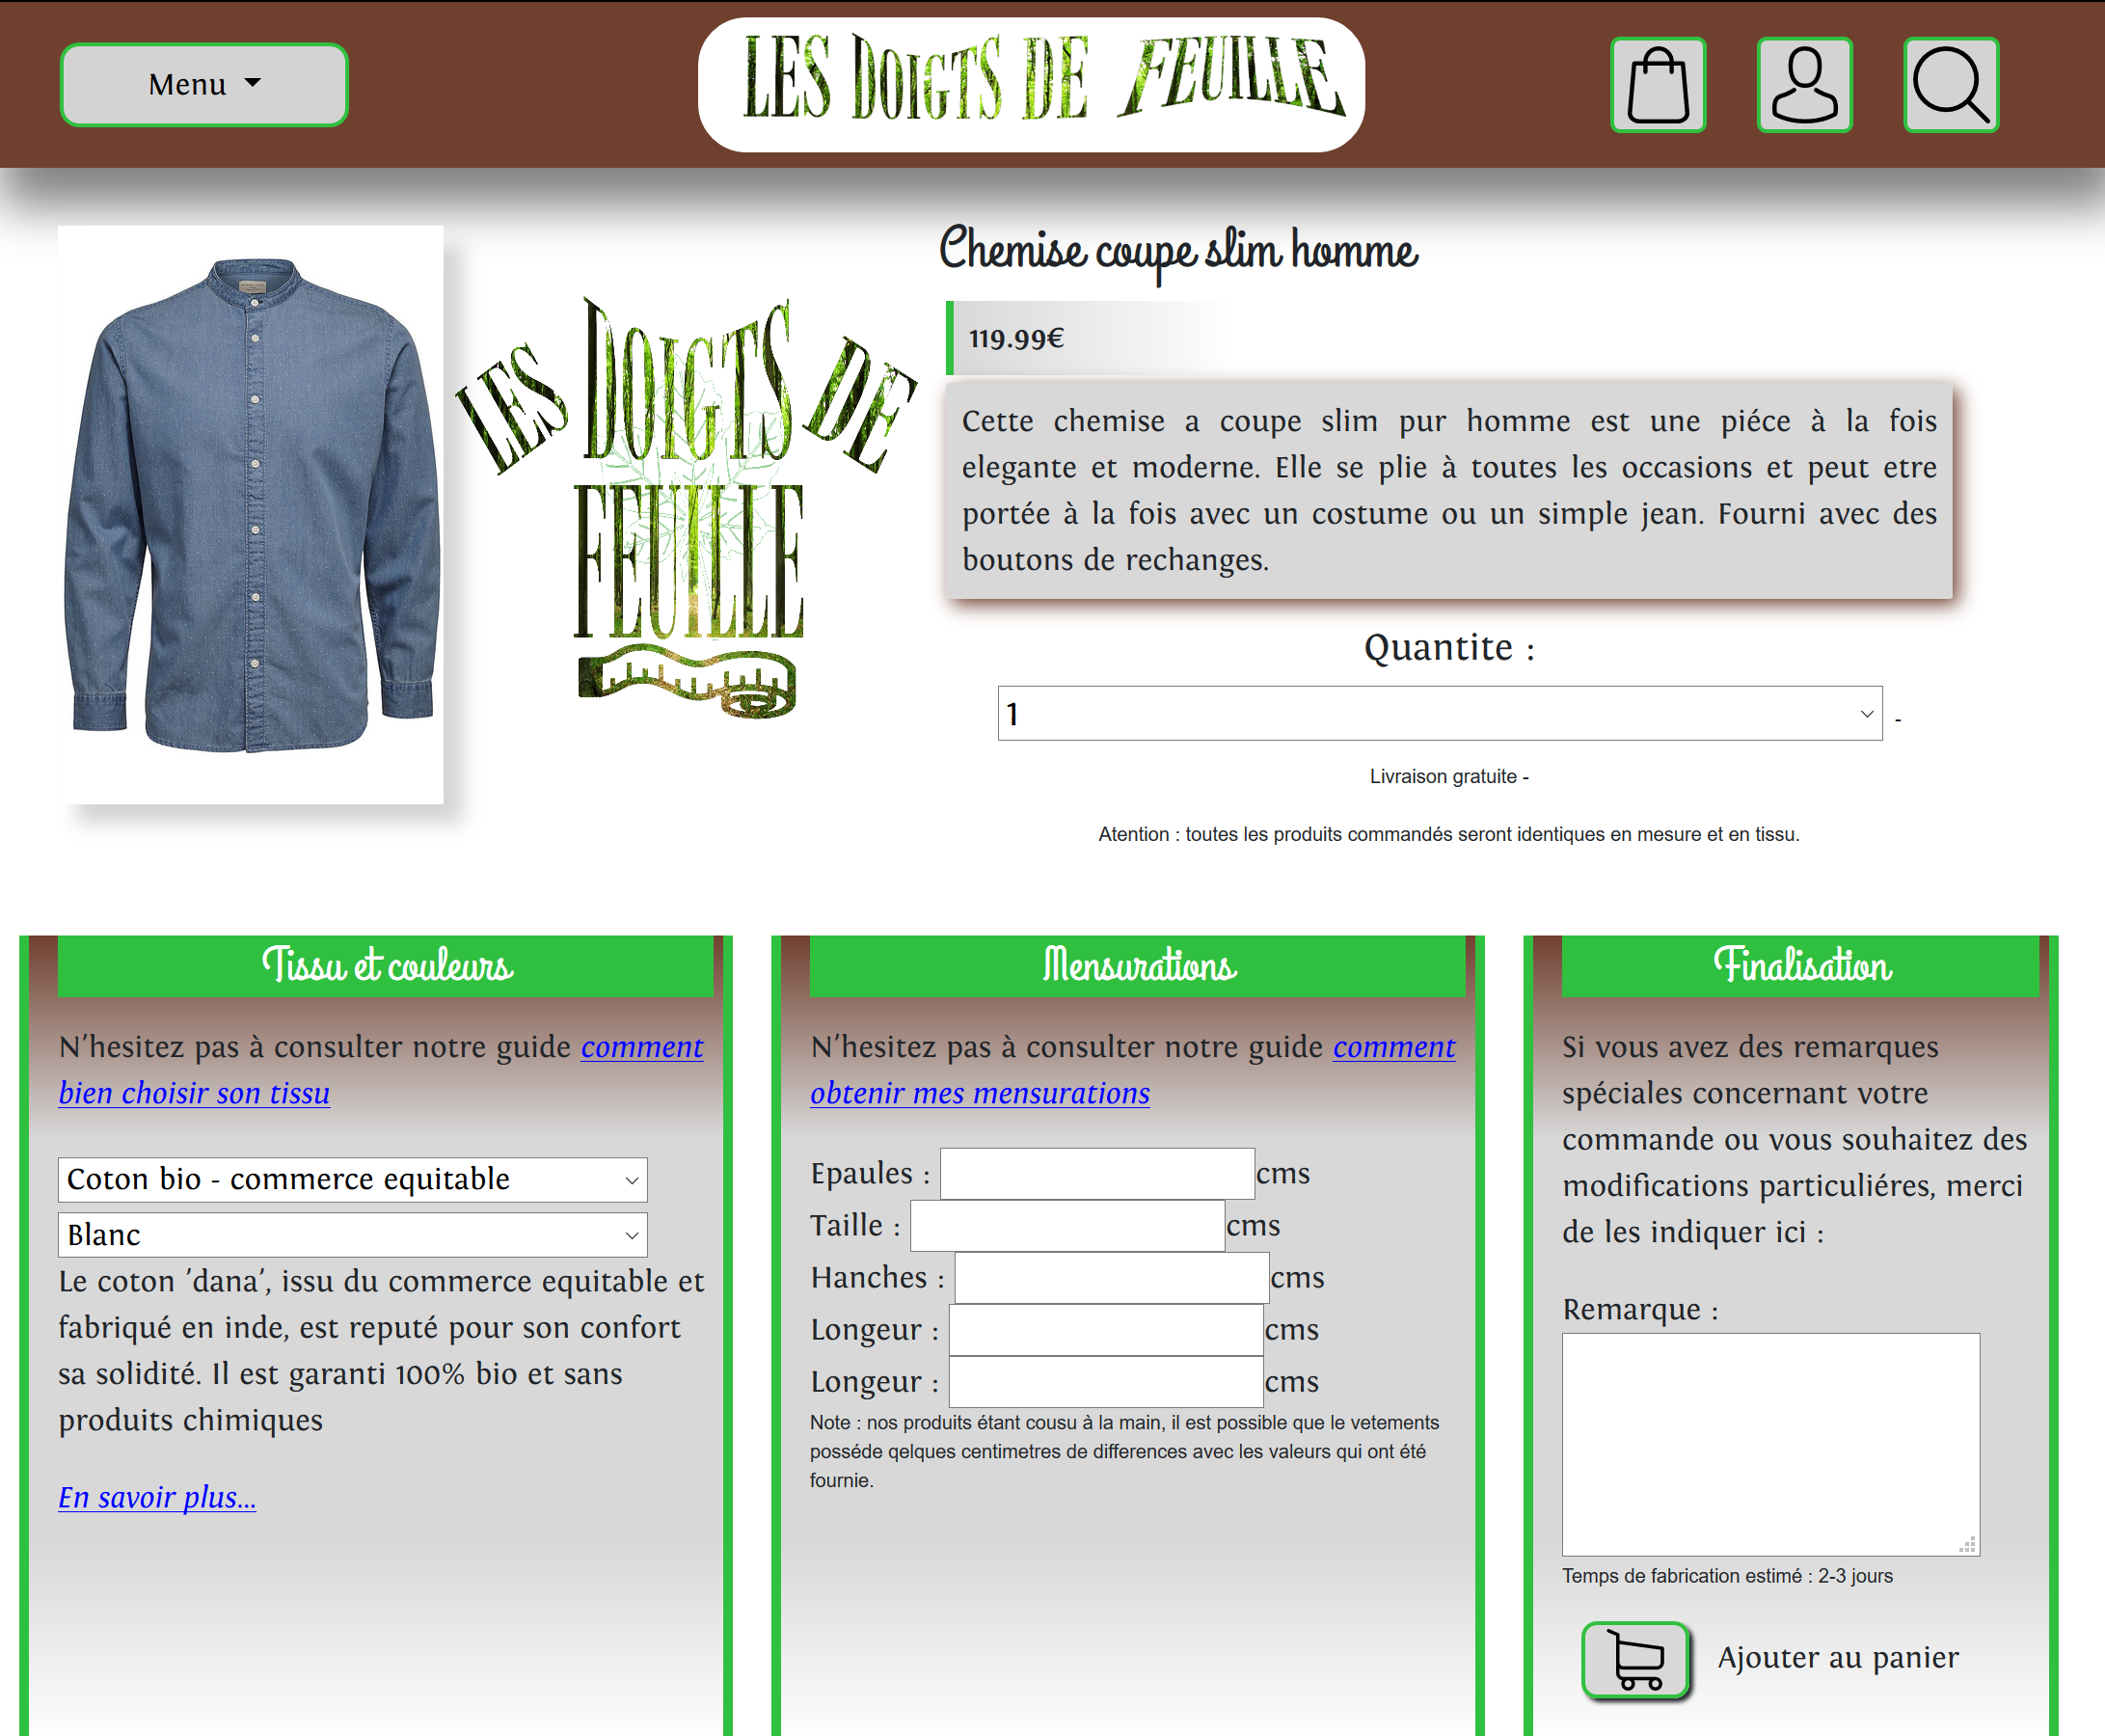 Menu
LES DOIGTS DE FEUILLE
Chemise coupe slim homme
LES DOIGTS DE
FEUILLE
119.99€
Cette chemise a coupe slim pur homme est une piéce à la fois
elegante et moderne. Elle se plie à toutes les occasions et peut etre
portée à la fois avec un costume ou un simple jean. Fourni avec des
boutons de rechanges.
Quantite :
1 -
Livraison gratuite -
Atention : toutes les produits commandés seront identiques en mesure et en tissu.
Tissu et couleurs
N'hesitez pas à consulter notre guide comment
bien choisir son tissu
Coton bio - commerce equitable
Blanc
Le coton 'dana', issu du commerce equitable et
fabriqué en inde, est reputé pour son confort
sa solidité. Il est garanti 100% bio et sans
produits chimiques
En savoir plus...
Mensurations
N'hesitez pas à consulter notre guide comment
obtenir mes mensurations
Epaules : cms
Taille : cms
Hanches : cms
Longeur : cms
Longeur : cms
Note : nos produits étant cousu à la main, il est possible que le vetements
posséde qelques centimetres de differences avec les valeurs qui ont été
fournie.
Finalisation
Si vous avez des remarques
spéciales concernant votre
commande ou vous souhaitez des
modifications particuliéres, merci
de les indiquer ici :
Remarque :
Temps de fabrication estimé : 2-3 jours
Ajouter au panier